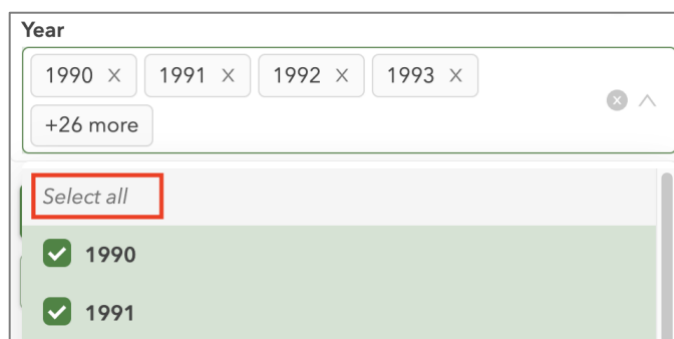 Year
1990 × 1991 × 1992 × 1993 ×
+26 more
Select all
1990
1991